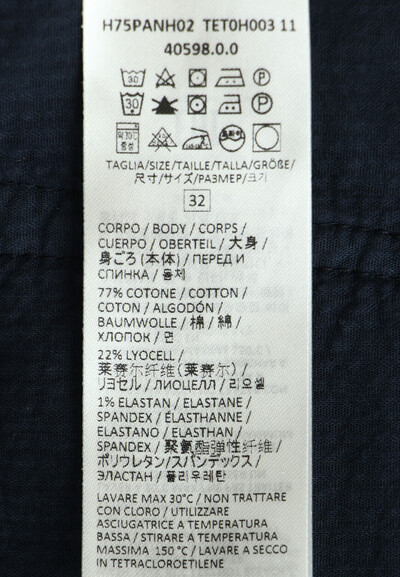 H75PANH02 TET0H003 11
40598.0.0
TAGLIA/SIZE/TAILLE/TALLA/GRÖßE/
尺寸/サイズ/РАЗМЕР/크기
32
CORPO / BODY / CORPS /
CUERPO / OBERTEIL / 大身 /
身ごろ (本体) / ПЕРЕД И
СПИНКА / 몸체
77% COTONE / COTTON /
COTON / ALGODÓN /
BAUMWOLLE / 棉 / 綿 /
ХЛОПОК / 면
22% LYOCELL /
莱赛尔纤维(莱赛尔) /
リヨセル / ЛИОЦЕЛЛ / 리오셀
1% ELASTAN / ELASTANE /
SPANDEX / ÉLASTHANNE /
ELASTANO / ELASTHAN /
SPANDEX / 聚氨酯弹性纤维 /
ポリウレタン/スパンデックス /
ЭЛАСТАН / 폴리우레탄
LAVARE MAX 30°C / NON TRATTARE
CON CLORO / UTILIZZARE
ASCIUGATRICE A TEMPERATURA
BASSA / STIRARE A TEMPERATURA
MASSIMA 150 °C / LAVARE A SECCO
IN TETRACLOROETILENE